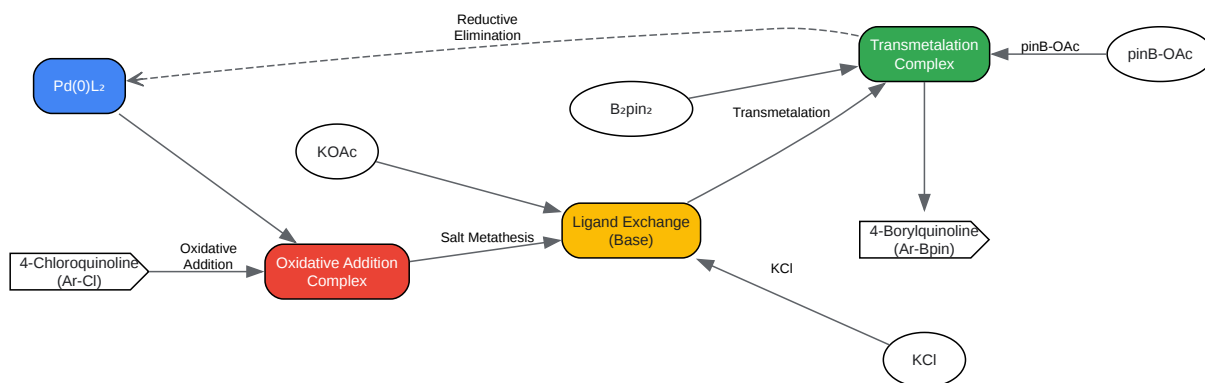 Reductive
Elimination
Transmetalation
Complex
pinB-OAc
pinB-OAc
Pd(0)L₂
B₂pin₂
Transmetalation
KOAc
Ligand Exchange
(Base)
4-Borylquinoline
(Ar-Bpin)
Salt Metathesis
4-Chloroquinoline
(Ar-Cl)
Oxidative
Addition
Oxidative Addition
Complex
KCl
KCl